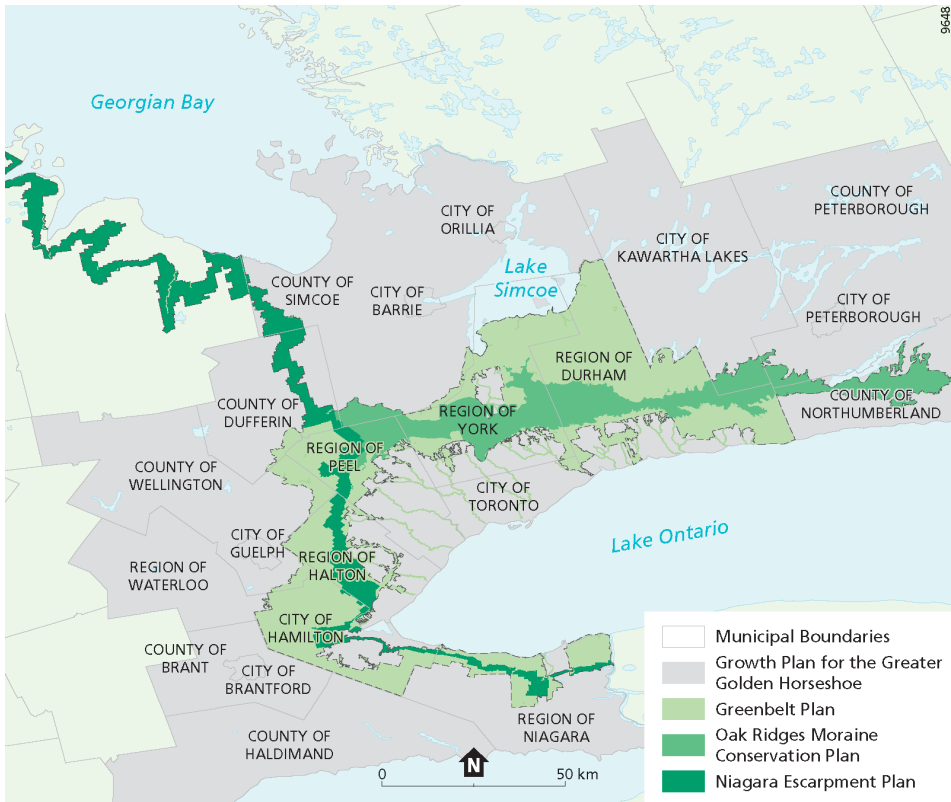 9648
Georgian Bay
COUNTY OF
PETERBOROUGH
CITY OF
ORILLIA
CITY OF
KAWARTHA LAKES
Lake
Simcoe
COUNTY OF
SIMCOE
CITY OF
BARRIE
CITY OF
PETERBOROUGH
REGION OF
DURHAM
COUNTY OF
DUFFERIN
REGION OF
YORK
COUNTY OF
NORTHUMBERLAND
REGION OF
PEEL
COUNTY OF
WELLINGTON
CITY OF
TORONTO
CITY OF
GUELPH
Lake Ontario
REGION OF
WATERLOO
REGION OF
HALTON
CITY OF
HAMILTON
COUNTY OF
BRANT
CITY OF
BRANTFORD
COUNTY OF
HALDIMAND
REGION OF
NIAGARA
N
0 50 km
Municipal Boundaries
Growth Plan for the Greater
Golden Horseshoe
Greenbelt Plan
Oak Ridges Moraine
Conservation Plan
Niagara Escarpment Plan